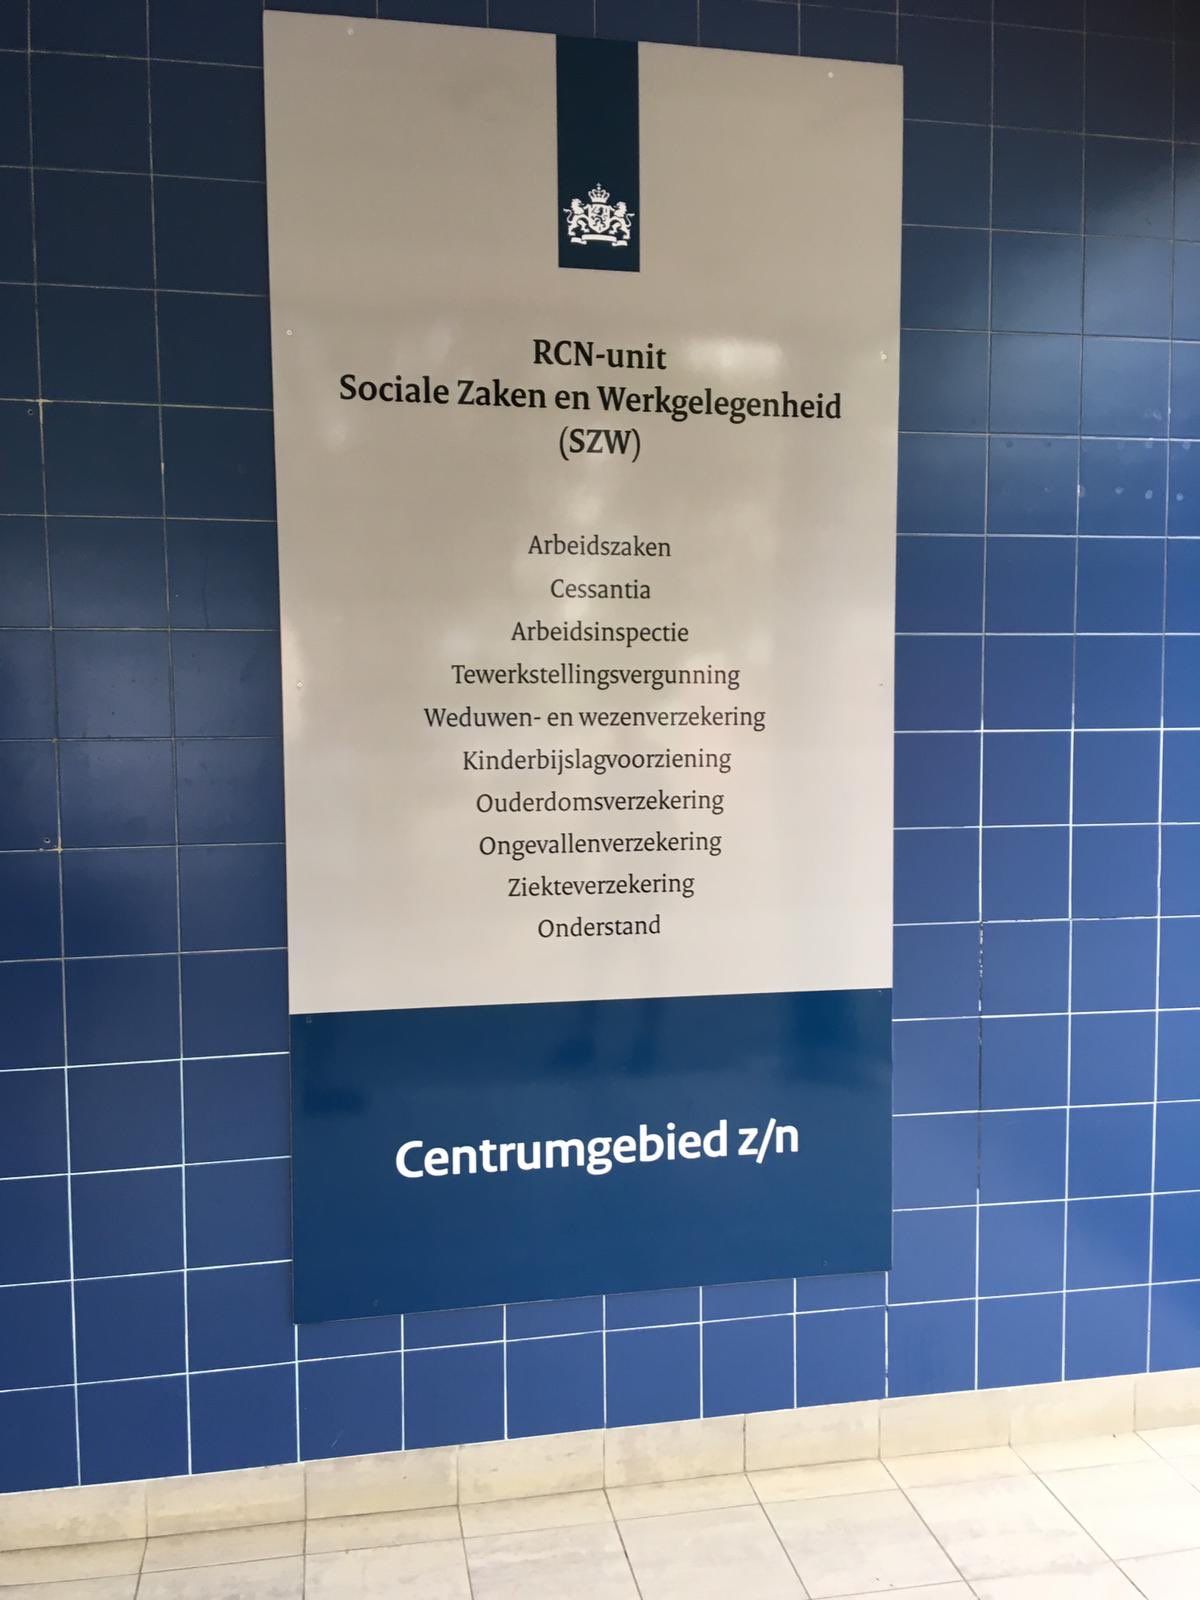 RCN-unit
Sociale Zaken en Werkgelegenheid
(SZW)
Arbeidszaken
Cessantia
Arbeidsinspectie
Tewerkstellingsvergunning
Weduwen- en wezenverzekering
Kinderbijslagvoorziening
Ouderdomsverzekering
Ongevallenverzekering
Ziekteverzekering
Onderstand
Centrumgebied z/n